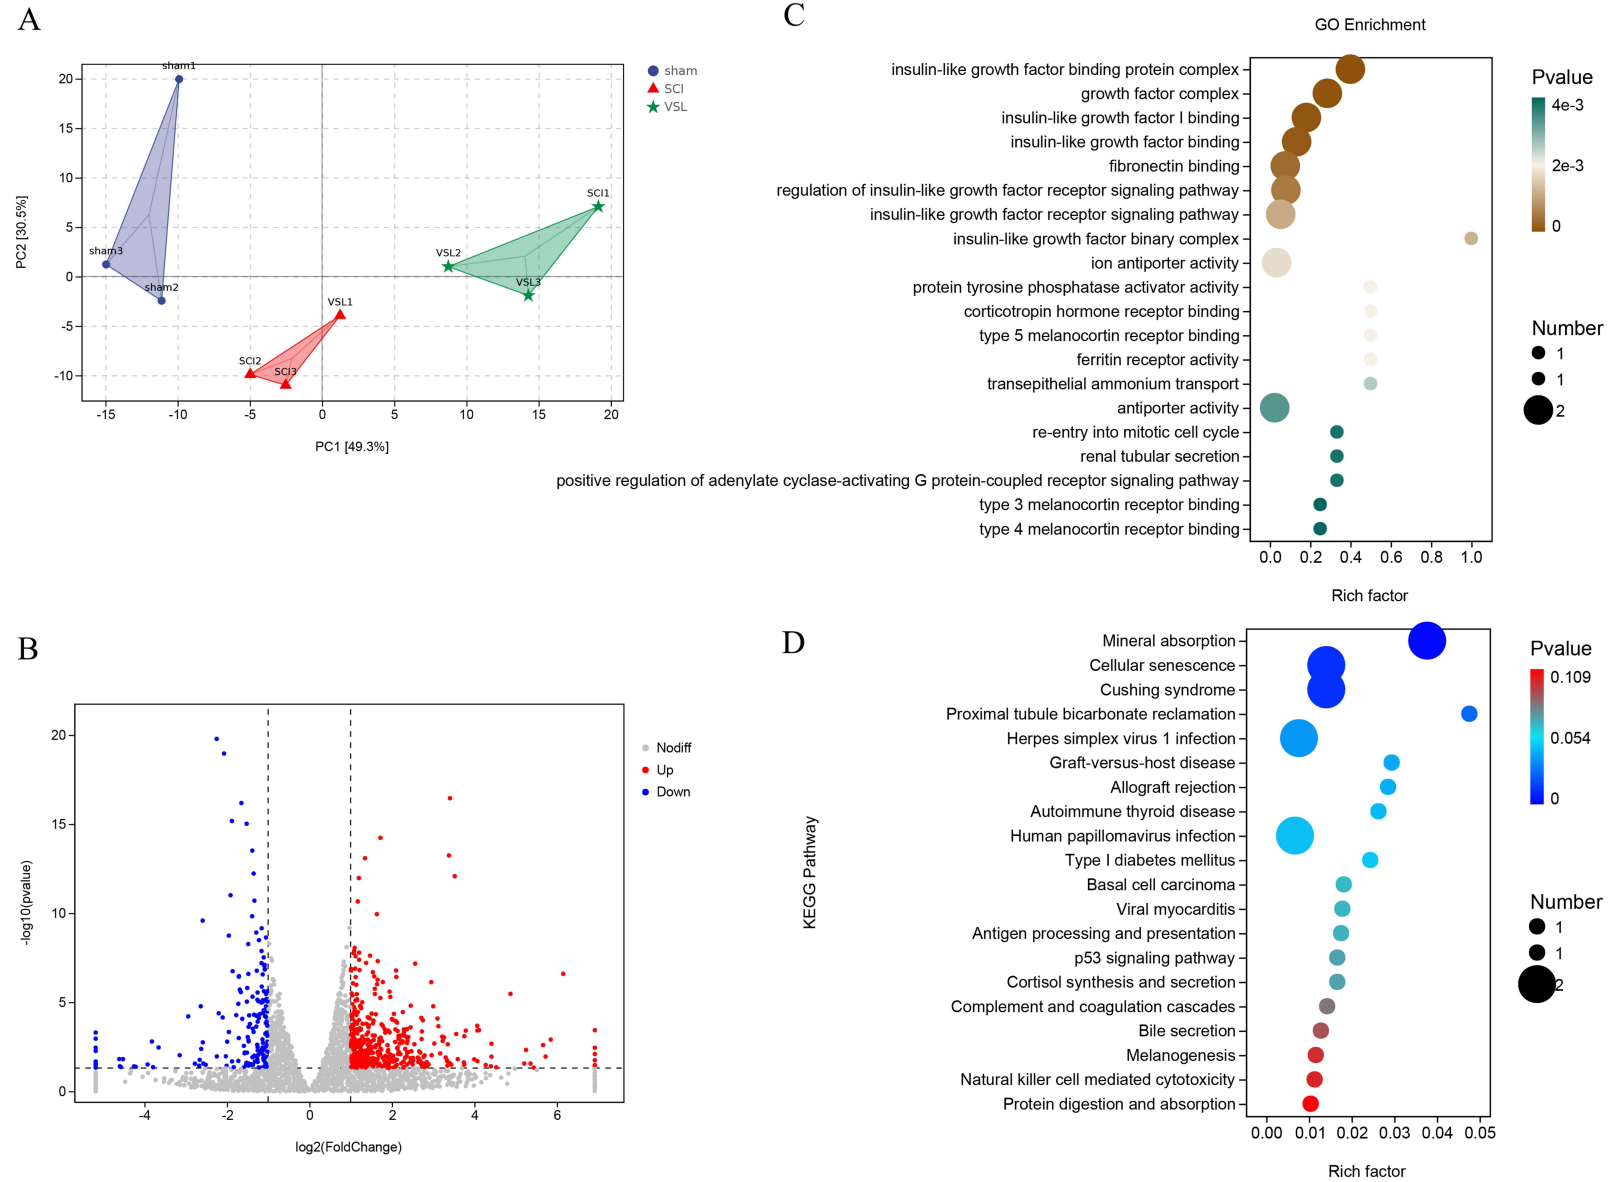 A
sham1
sham3
sham2
VSL1
SCI2
SCI3
SCI1
VSL2
VSL3
20
15
10
5
0
-5
-10
-15
-10
-5
0
5
10
15
20
PC2 [30.5%]
PC1 [49.3%]
sham
SCI
VSL
B
20
15
10
5
0
-4
-2
0
2
4
6
-log10(pvalue)
log2(FoldChange)
Nodiff
Up
Down
C
GO Enrichment
insulin-like growth factor binding protein complex
growth factor complex
insulin-like growth factor I binding
insulin-like growth factor binding
fibronectin binding
regulation of insulin-like growth factor receptor signaling pathway
insulin-like growth factor receptor signaling pathway
insulin-like growth factor binary complex
ion antiporter activity
protein tyrosine phosphatase activator activity
corticotropin hormone receptor binding
type 5 melanocortin receptor binding
ferritin receptor activity
transepithelial ammonium transport
antiporter activity
re-entry into mitotic cell cycle
renal tubular secretion
positive regulation of adenylate cyclase-activating G protein-coupled receptor signaling pathway
type 3 melanocortin receptor binding
type 4 melanocortin receptor binding
0.0
0.2
0.4
0.6
0.8
1.0
Rich factor
Pvalue
4e-3
2e-3
0
Number
1
1
2
D
KEGG Pathway
Mineral absorption
Cellular senescence
Cushing syndrome
Proximal tubule bicarbonate reclamation
Herpes simplex virus 1 infection
Graft-versus-host disease
Allograft rejection
Autoimmune thyroid disease
Human papillomavirus infection
Type I diabetes mellitus
Basal cell carcinoma
Viral myocarditis
Antigen processing and presentation
p53 signaling pathway
Cortisol synthesis and secretion
Complement and coagulation cascades
Bile secretion
Melanogenesis
Natural killer cell mediated cytotoxicity
Protein digestion and absorption
0.00
0.01
0.02
0.03
0.04
0.05
Rich factor
Pvalue
0.109
0.054
0
Number
1
1
2